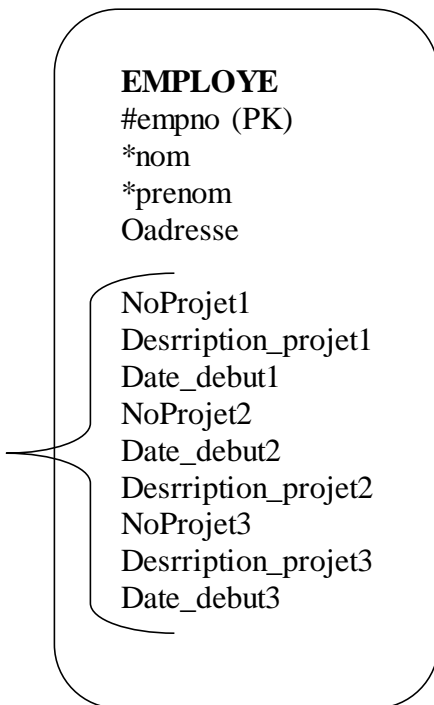 EMPLOYE
#empno (PK)
*nom
*prenom
Oadresse
NoProjet1
Desrription_projet1
Date_debut1
NoProjet2
Date_debut2
Desrription_projet2
NoProjet3
Desrription_projet3
Date_debut3